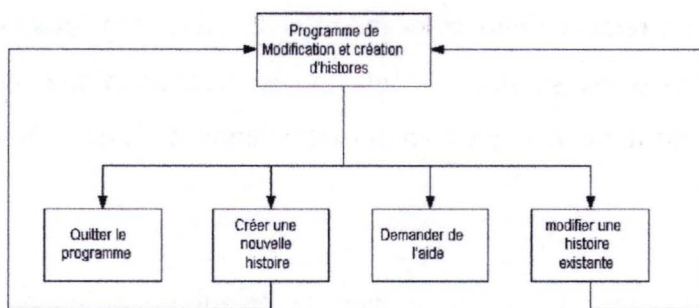 Programme de
Modification et création
d'histores
Quitter le
programme
Créer une
nouvelle
histoire
Demander de
l'aide
modifier une
histoire
existante